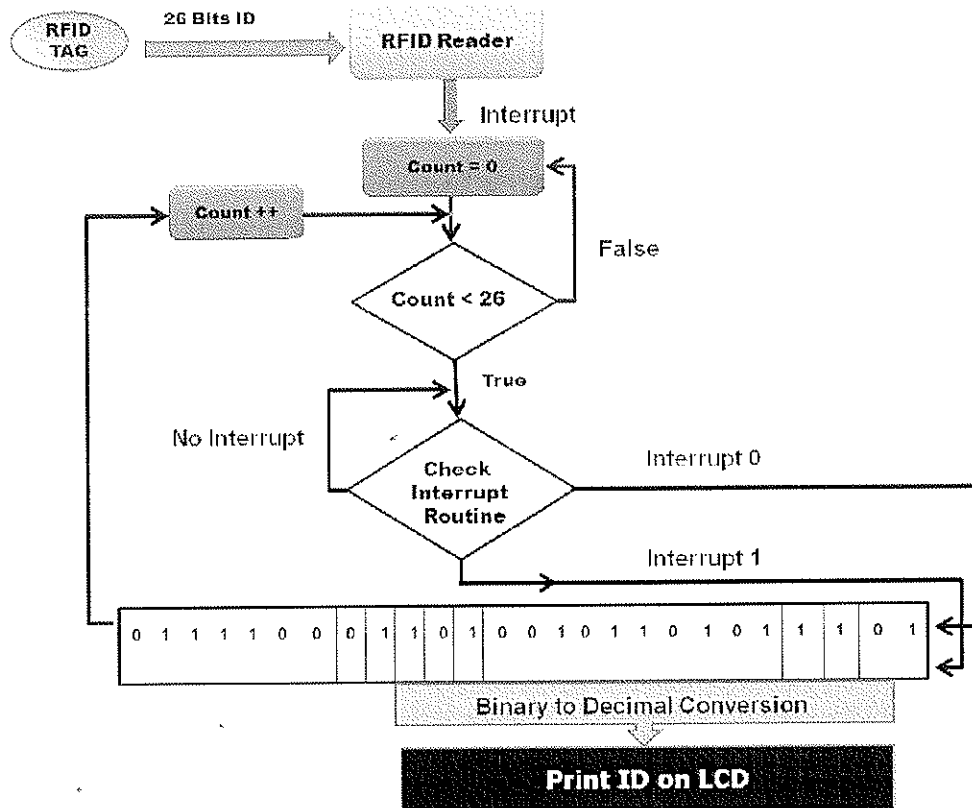 RFID
TAG
26 Bits ID
RFID Reader
Interrupt
Count = 0
Count ++
False
Count < 26
True
No Interrupt
Check
Interrupt
Routine
Interrupt 0
Interrupt 1
0 1 1 1 1 0 0 0 1 1 0 1 0 0 1 0 1 1 0 1 0 1 1 1 0 1
Binary to Decimal Conversion
Print ID on LCD